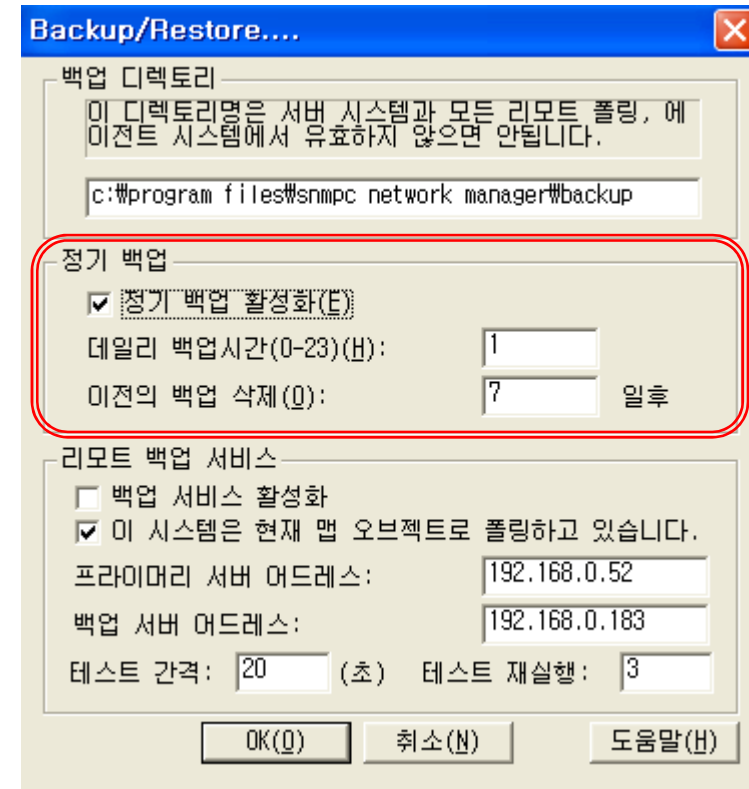 Backup/Restore....
백업 디렉토리
이 디렉토리명은 서버 시스템과 모든 리모트 폴링, 에
이전트 시스템에서 유효하지 않으면 안됩니다.
c:₩program files₩snmpc network manager₩backup
정기 백업
정기 백업 활성화(E)
데일리 백업시간(0-23)(H): 1
이전의 백업 삭제(O): 7 일후
리모트 백업 서비스
백업 서비스 활성화
이 시스템은 현재 맵 오브젝트로 폴링하고 있습니다.
프라이머리 서버 어드레스: 192.168.0.52
백업 서버 어드레스: 192.168.0.183
테스트 간격: 20 (초) 테스트 재실행: 3
OK(O) 취소(N) 도움말(H)